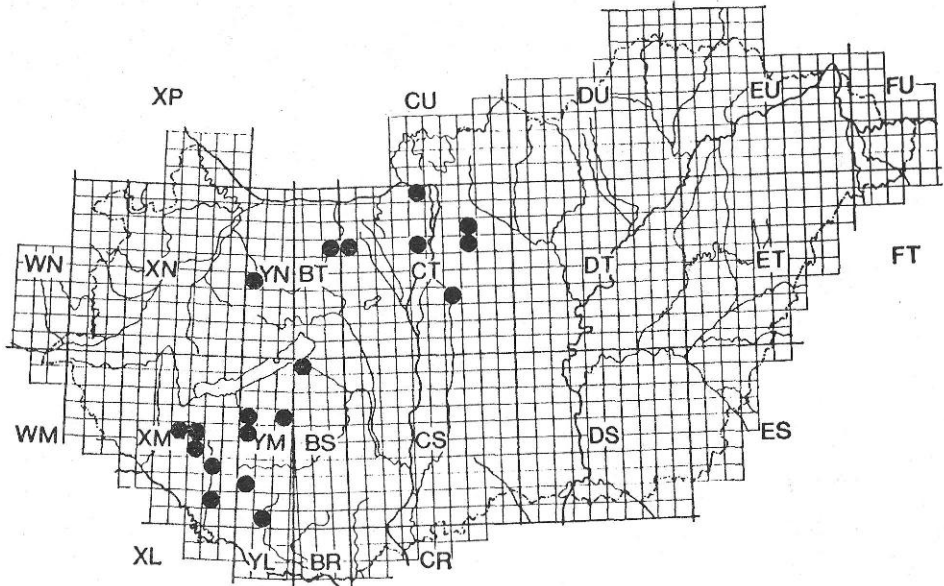 XP CU DU EU FU
WN XN YN BT CT DT ET FT
WM XM YM BS CS DS ES
XL YL BR CR